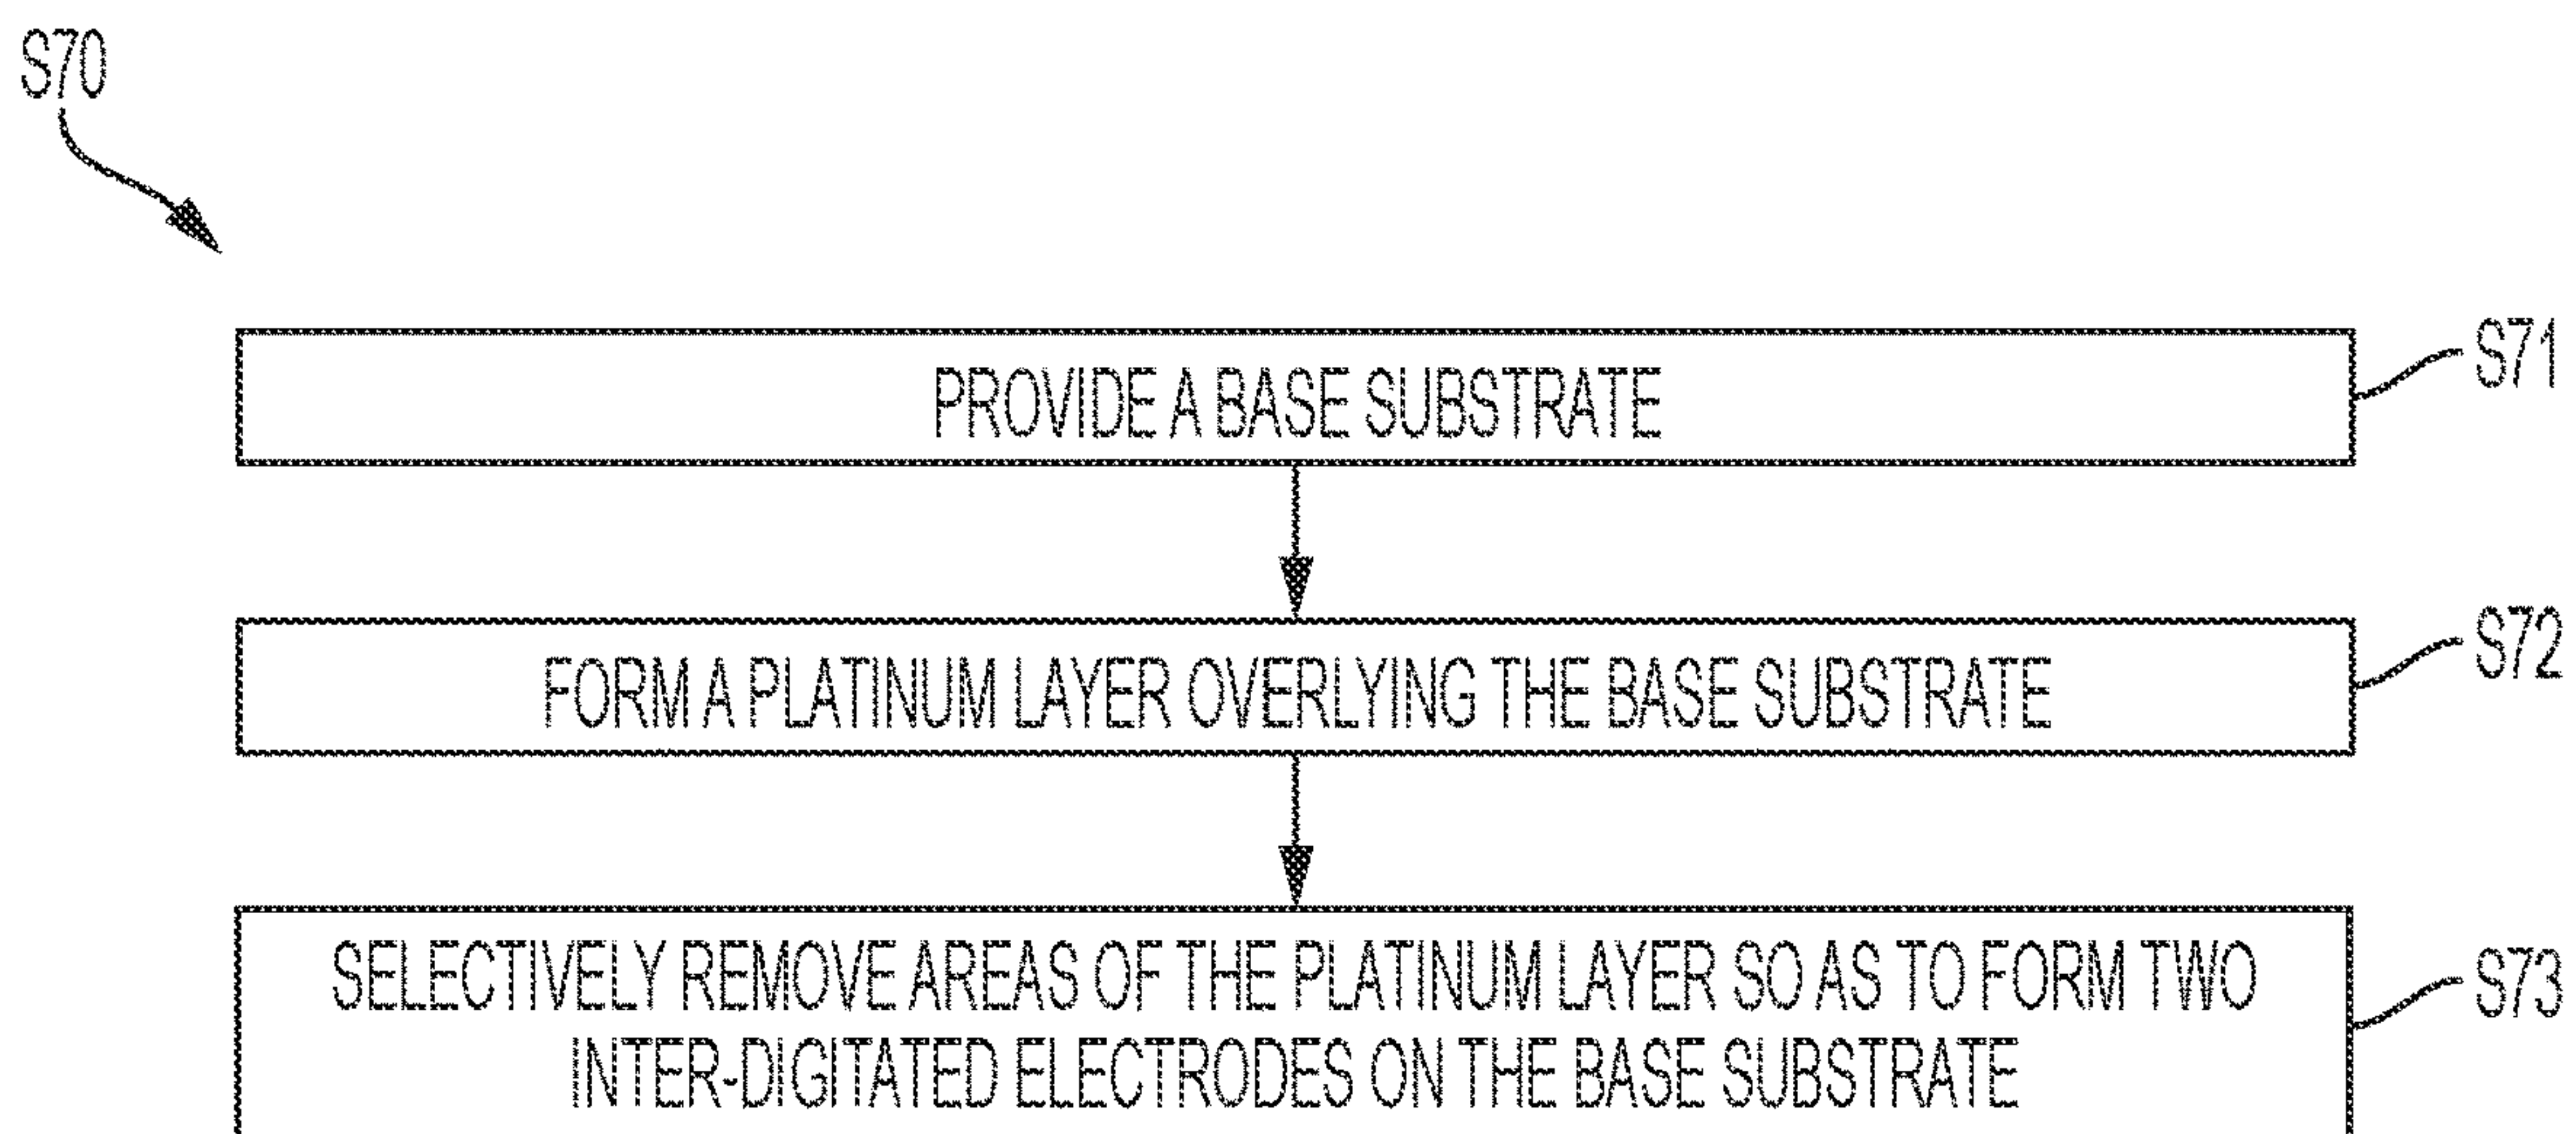 S70
PROVIDE A BASE SUBSTRATE
S71
FORM A PLATINUM LAYER OVERLYING THE BASE SUBSTRATE
S72
SELECTIVELY REMOVE AREAS OF THE PLATINUM LAYER SO AS TO FORM TWO
INTER-DIGITATED ELECTRODES ON THE BASE SUBSTRATE
S73